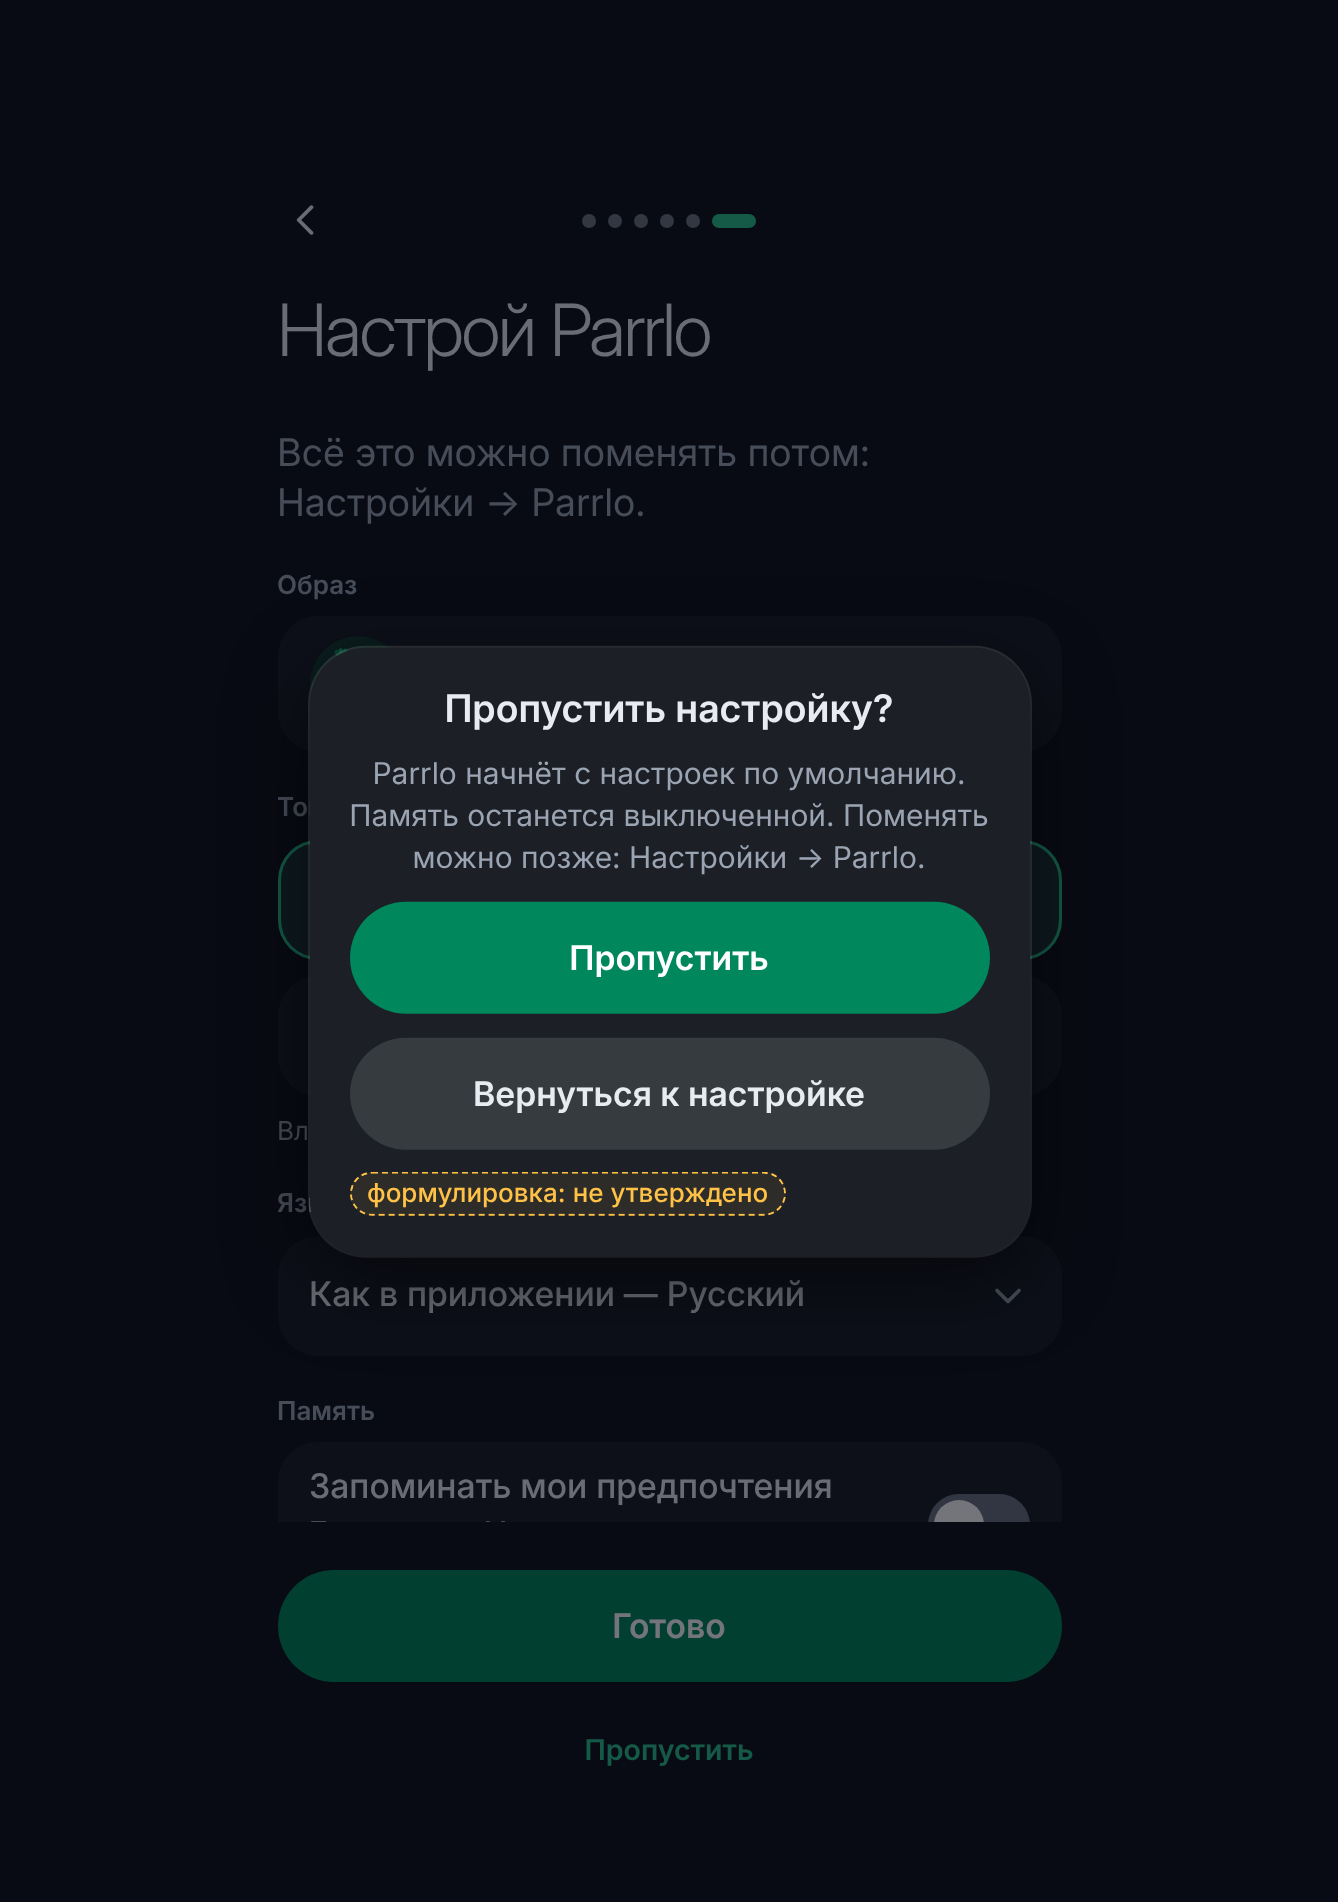 Настрой Parrlo
Всё это можно поменять потом:
Настройки → Parrlo.
Образ
Пропустить настройку?
Parrlo начнёт с настроек по умолчанию.
Память останется выключенной. Поменять
можно позже: Настройки → Parrlo.
Пропустить
Вернуться к настройке
формулировка: не утверждено
Как в приложении — Русский
Память
Запоминать мои предпочтения
Готово
Пропустить